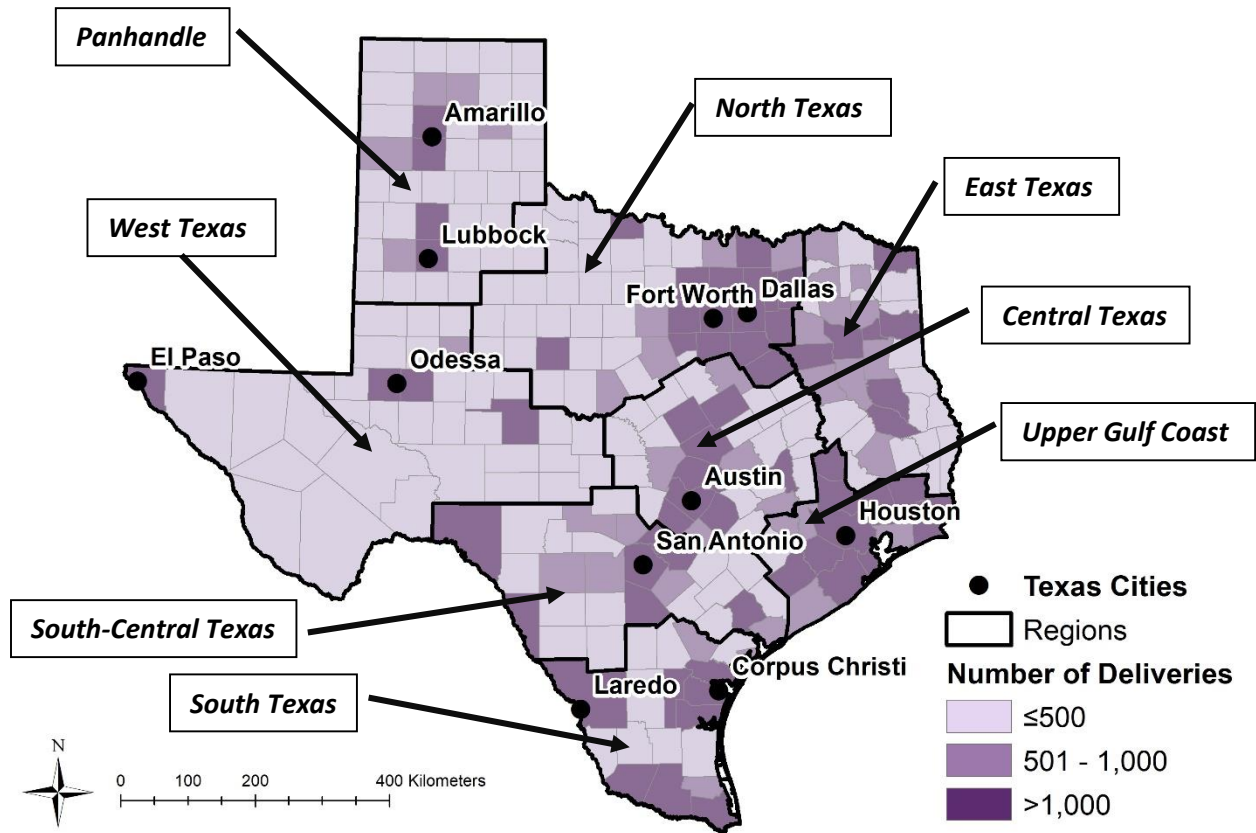 Panhandle
North Texas
Amarillo
East Texas
West Texas
Lubbock
Fort Worth
Dallas
Central Texas
El Paso
Odessa
Upper Gulf Coast
Austin
Houston
San Antonio
South-Central Texas
Corpus Christi
Laredo
South Texas
Texas Cities
Regions
Number of Deliveries
≤500
501 - 1,000
>1,000
N
0 100 200 400 Kilometers